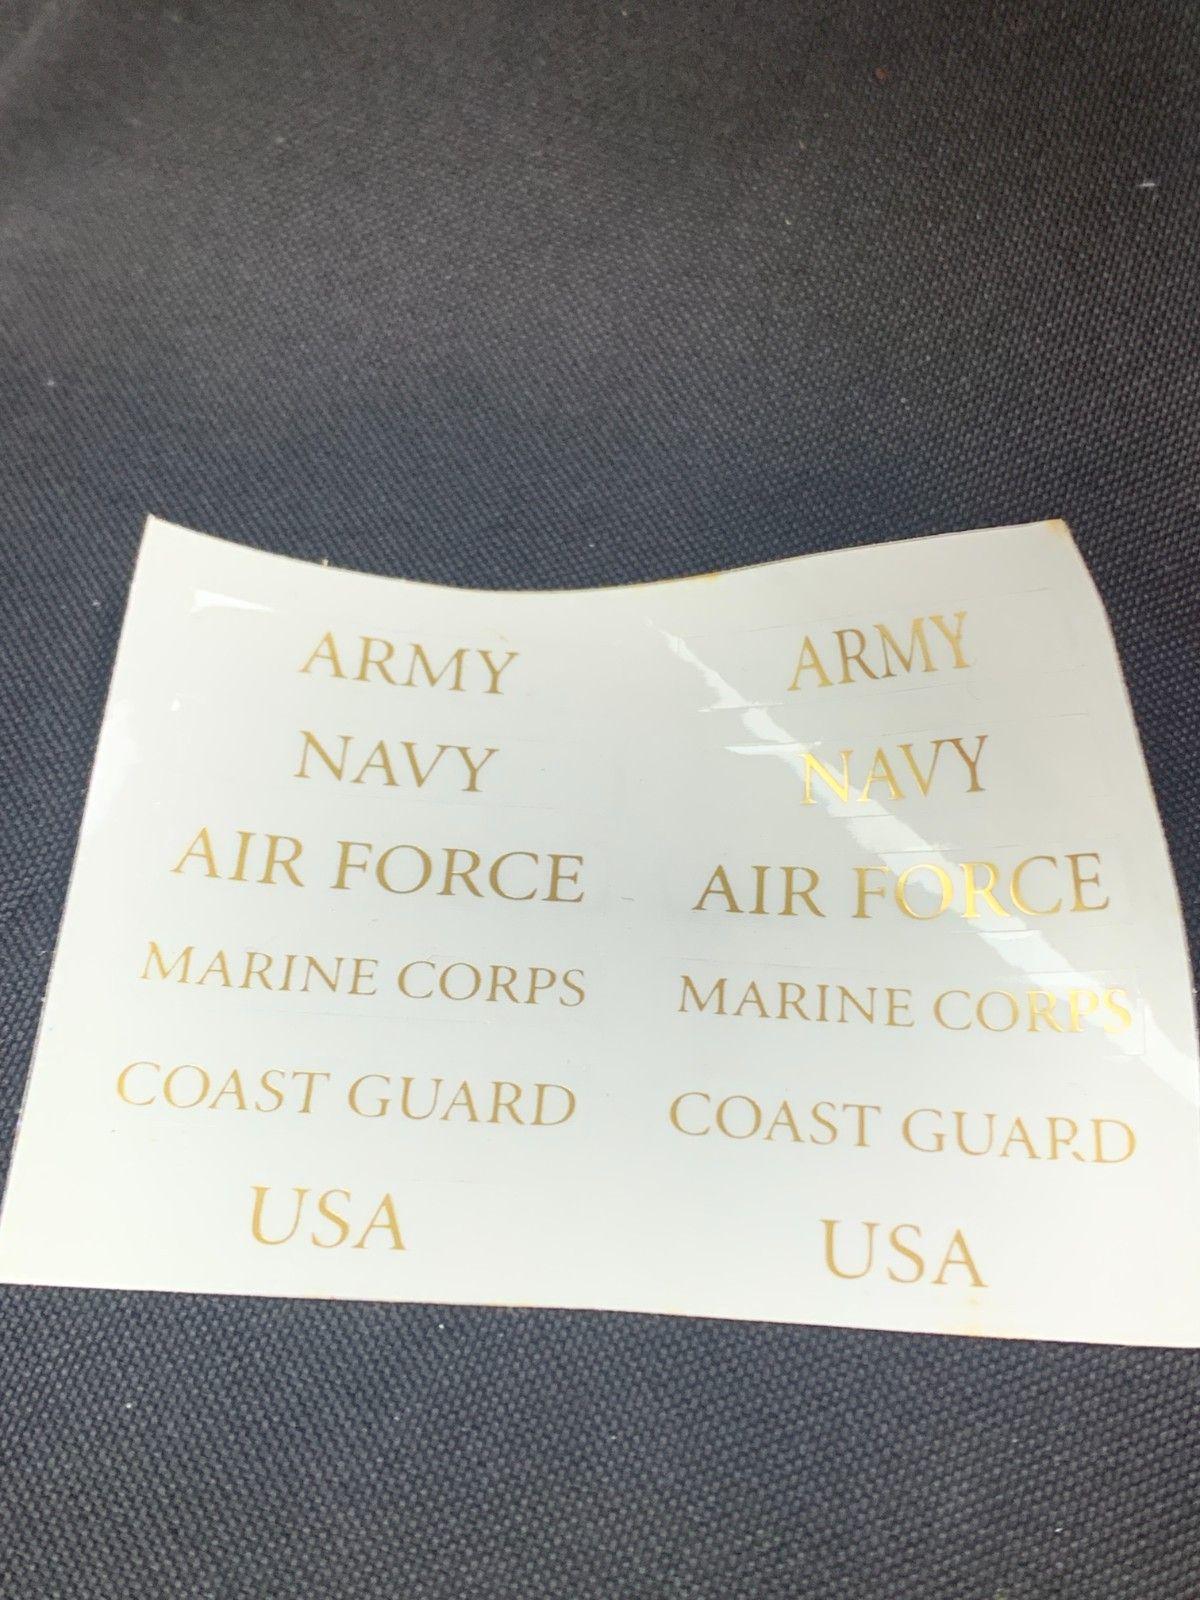 ARMY ARMY
NAVY NAVY
AIR FORCE AIR FORCE
MARINE CORPS MARINE CORPS
COAST GUARD COAST GUARD
USA USA